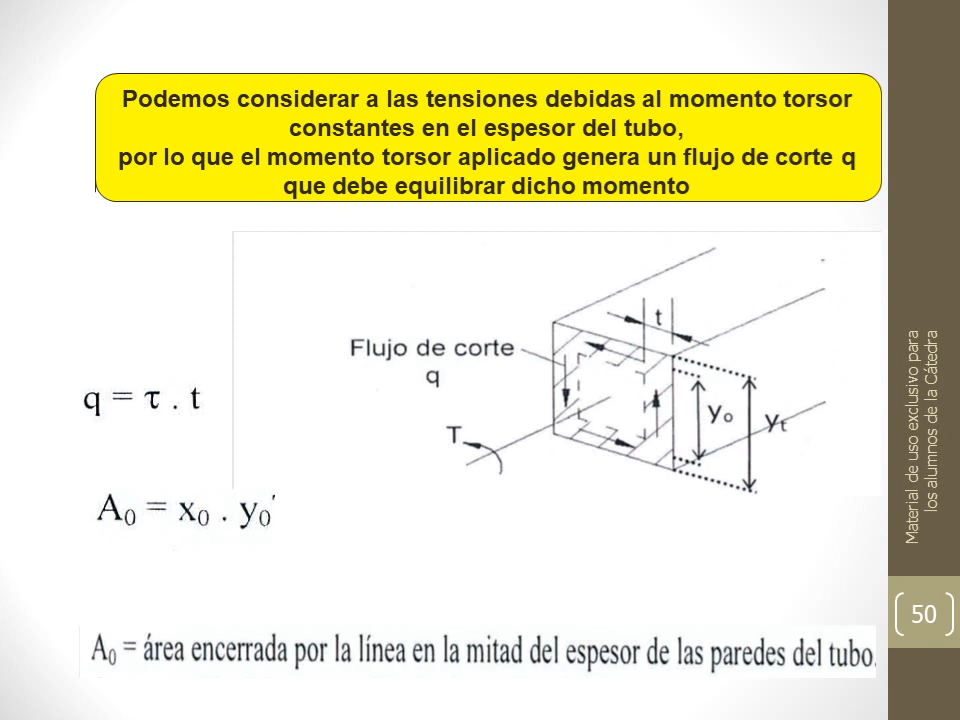 Podemos considerar a las tensiones debidas al momento torsor
constantes en el espesor del tubo,
por lo que el momento torsor aplicado genera un flujo de corte q
que debe equilibrar dicho momento
t
Flujo de corte
q
yo
yt
T
q = τ . t
A0 = x0 . y0
A0 = área encerrada por la línea en la mitad del espesor de las paredes del tubo.
Material de uso exclusivo para
los alumnos de la Cátedra
50